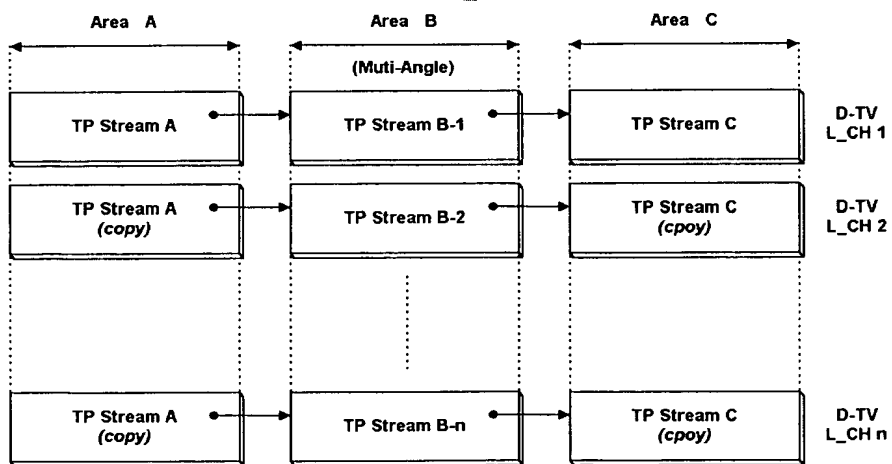 Area A Area B Area C
(Muti-Angle)
TP Stream A TP Stream B-1 TP Stream C D-TV
L_CH 1
TP Stream A
(copy) TP Stream B-2 TP Stream C
(cpoy) D-TV
L_CH 2
TP Stream A
(copy) TP Stream B-n TP Stream C
(cpoy) D-TV
L_CH n